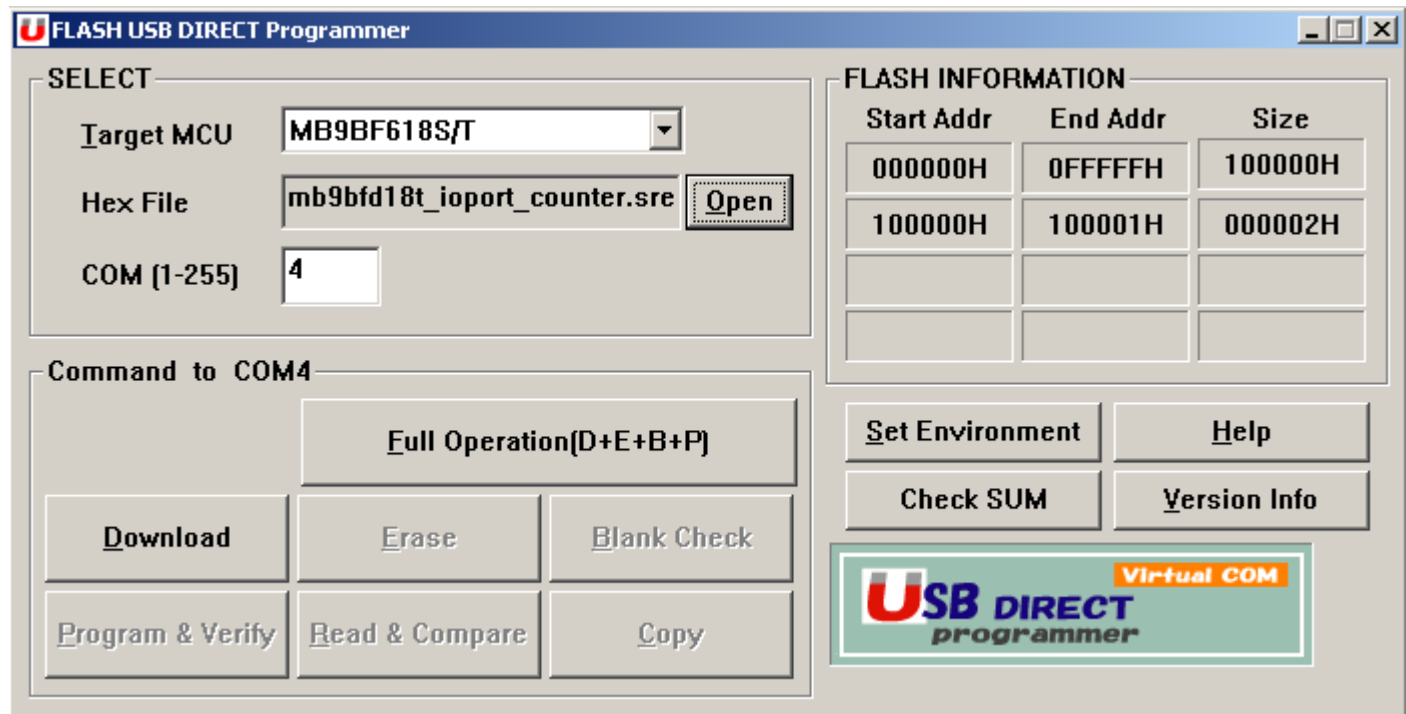 FLASH USB DIRECT Programmer
SELECT
Target MCU MB9BF618S/T
Hex File mb9bfd18t_ioport_counter.sre Open
COM (1-255) 4
Command to COM4
Full Operation(D+E+B+P)
Download Erase Blank Check
Program & Verify Read & Compare Copy
FLASH INFORMATION
Start Addr End Addr Size
000000H 0FFFFFH 100000H
100000H 100001H 000002H
Set Environment Help
Check SUM Version Info
Virtual COM
USB DIRECT
programmer